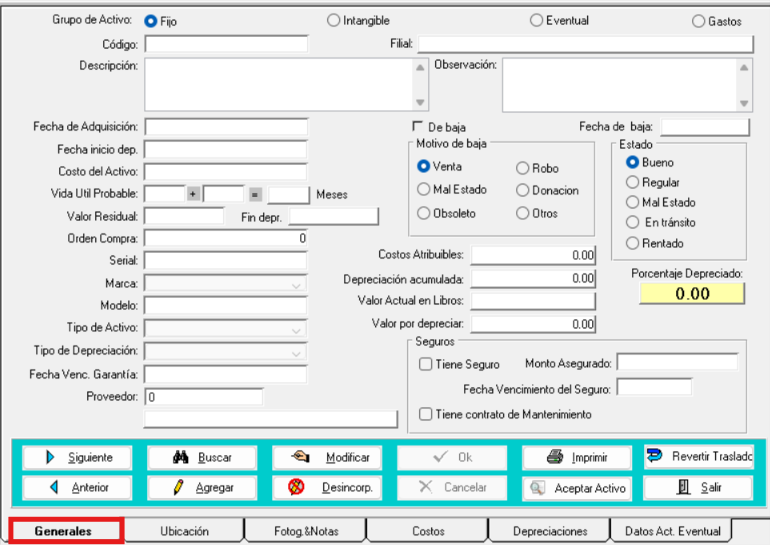 Grupo de Activo: Fijo Intangible Eventual Gastos
Código: Filial:
Descripción: Observación:
Fecha de Adquisición: De baja Fecha de baja:
Fecha inicio dep. Motivo de baja Estado
Costo del Activo: Venta Robo Bueno
Vida Util Probable: + = Meses Mal Estado Donacion Regular
Valor Residual: Fin depr. Obsoleto Otros Mal Estado
En tránsito
Orden Compra: 0 Rentado
Serial: Costos Atribuibles: 0.00
Marca: Depreciación acumulada: 0.00 Porcentaje Depreciado:
Modelo: Valor Actual en Libros: 0.00
Tipo de Activo: Valor por depreciar: 0.00
Tipo de Depreciación: Seguros
Fecha Venc. Garantía: Tiene Seguro Monto Asegurado:
Proveedor: 0 Fecha Vencimiento del Seguro:
Tiene contrato de Mantenimiento
Siguiente Buscar Modificar Ok Imprimir Revertir Traslado
Anterior Agregar Desincorp. Cancelar Aceptar Activo Salir
Generales Ubicación Fotog.&Notas Costos Depreciaciones Datos Act. Eventual